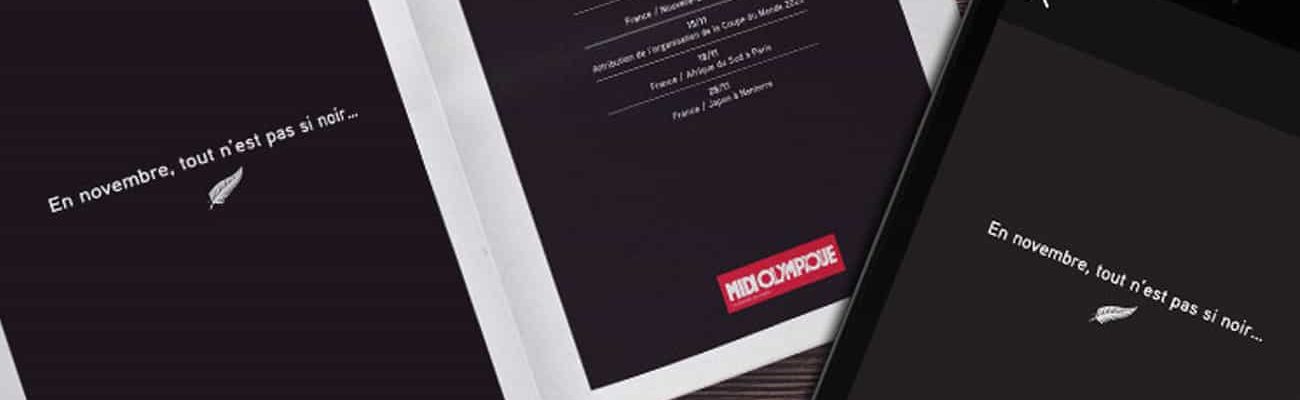 En novembre, tout n'est pas si noir...
France / Nouvelle-
15/11
Attribution de l'organisation de la Coupe du Monde 2023
18/11
France / Afrique du Sud à Paris
25/11
France / Japon à Nanterre
MIDI OLYMPIQUE
En novembre, tout n'est pas si noir...